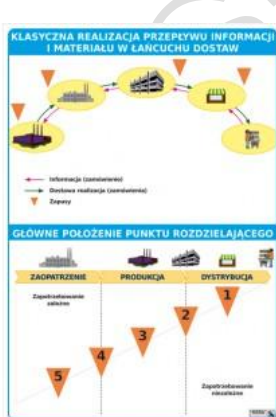 KLASYCZNA REALIZACJA PRZEPŁYWU INFORMACJI
I MATERIAŁU W ŁAŃCUCHU DOSTAW
Informacja (zamówienie)
Dostawa realizacja (zamówienia)
Zapasy
GŁÓWNE POŁOŻENIE PUNKTU ROZDZIELAJĄCEGO
ZAOPATRZENIE
PRODUKCJA
DYSTRYBUCJA
Zapotrzebowanie
zależne
1
2
3
4
5
Zapotrzebowanie
niezależne